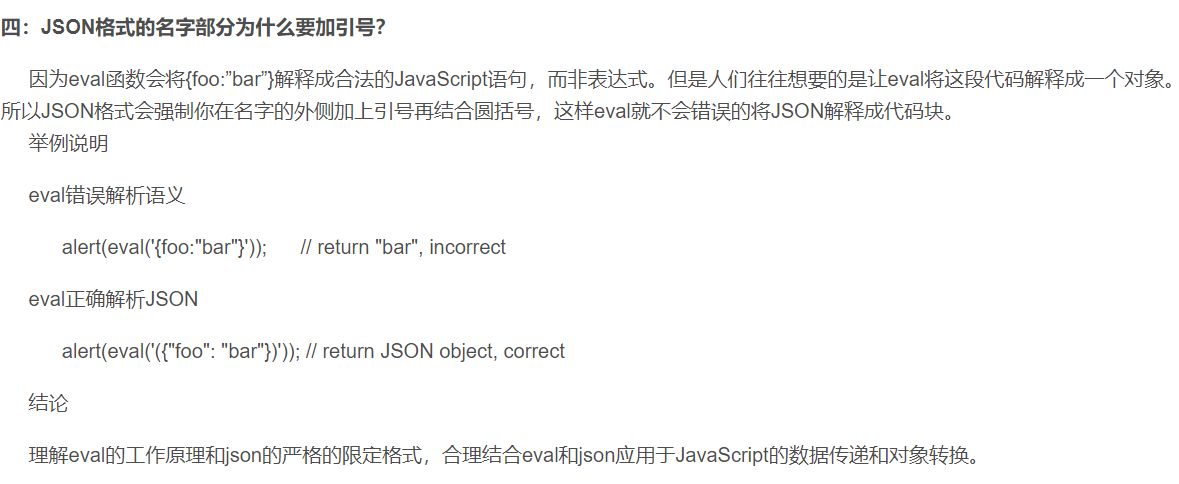 四：JSON格式的名字部分为什么要加引号？
因为eval函数会将{foo:”bar”}解释成合法的JavaScript语句，而非表达式。但是人们往往想要的是让eval将这段代码解释成一个对象。
所以JSON格式会强制你在名字的外侧加上引号再结合圆括号，这样eval就不会错误的将JSON解释成代码块。
举例说明
eval错误解析语义
alert(eval('{foo:"bar"}')); // return "bar", incorrect
eval正确解析JSON
alert(eval('({"foo": "bar"})')); // return JSON object, correct
结论
理解eval的工作原理和json的严格的限定格式，合理结合eval和json应用于JavaScript的数据传递和对象转换。